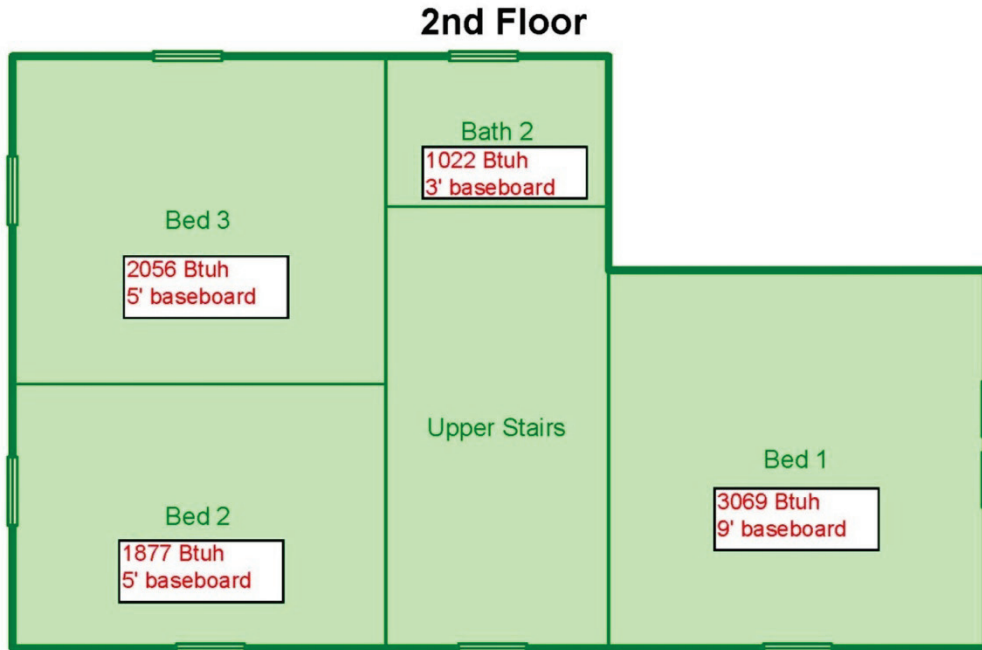 2nd Floor
Bath 2
1022 Btuh
3' baseboard
Bed 3
2056 Btuh
5' baseboard
Upper Stairs
Bed 1
3069 Btuh
9' baseboard
Bed 2
1877 Btuh
5' baseboard